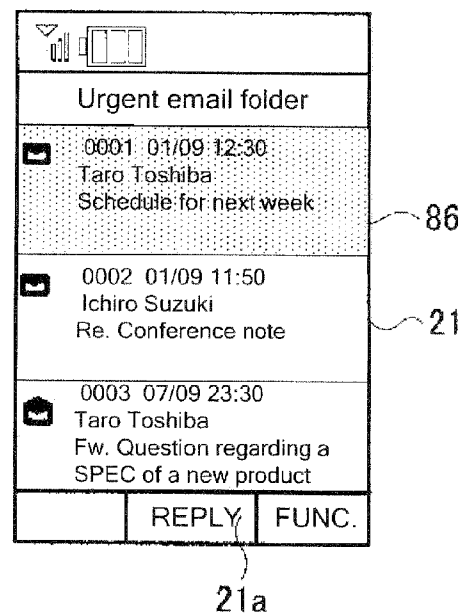 Urgent email folder
0001 01/09 12:30
Taro Toshiba
Schedule for next week
86
0002 01/09 11:50
Ichiro Suzuki
Re. Conference note
21
0003 07/09 23:30
Taro Toshiba
Fw. Question regarding a
SPEC of a new product
REPLY FUNC.
21a